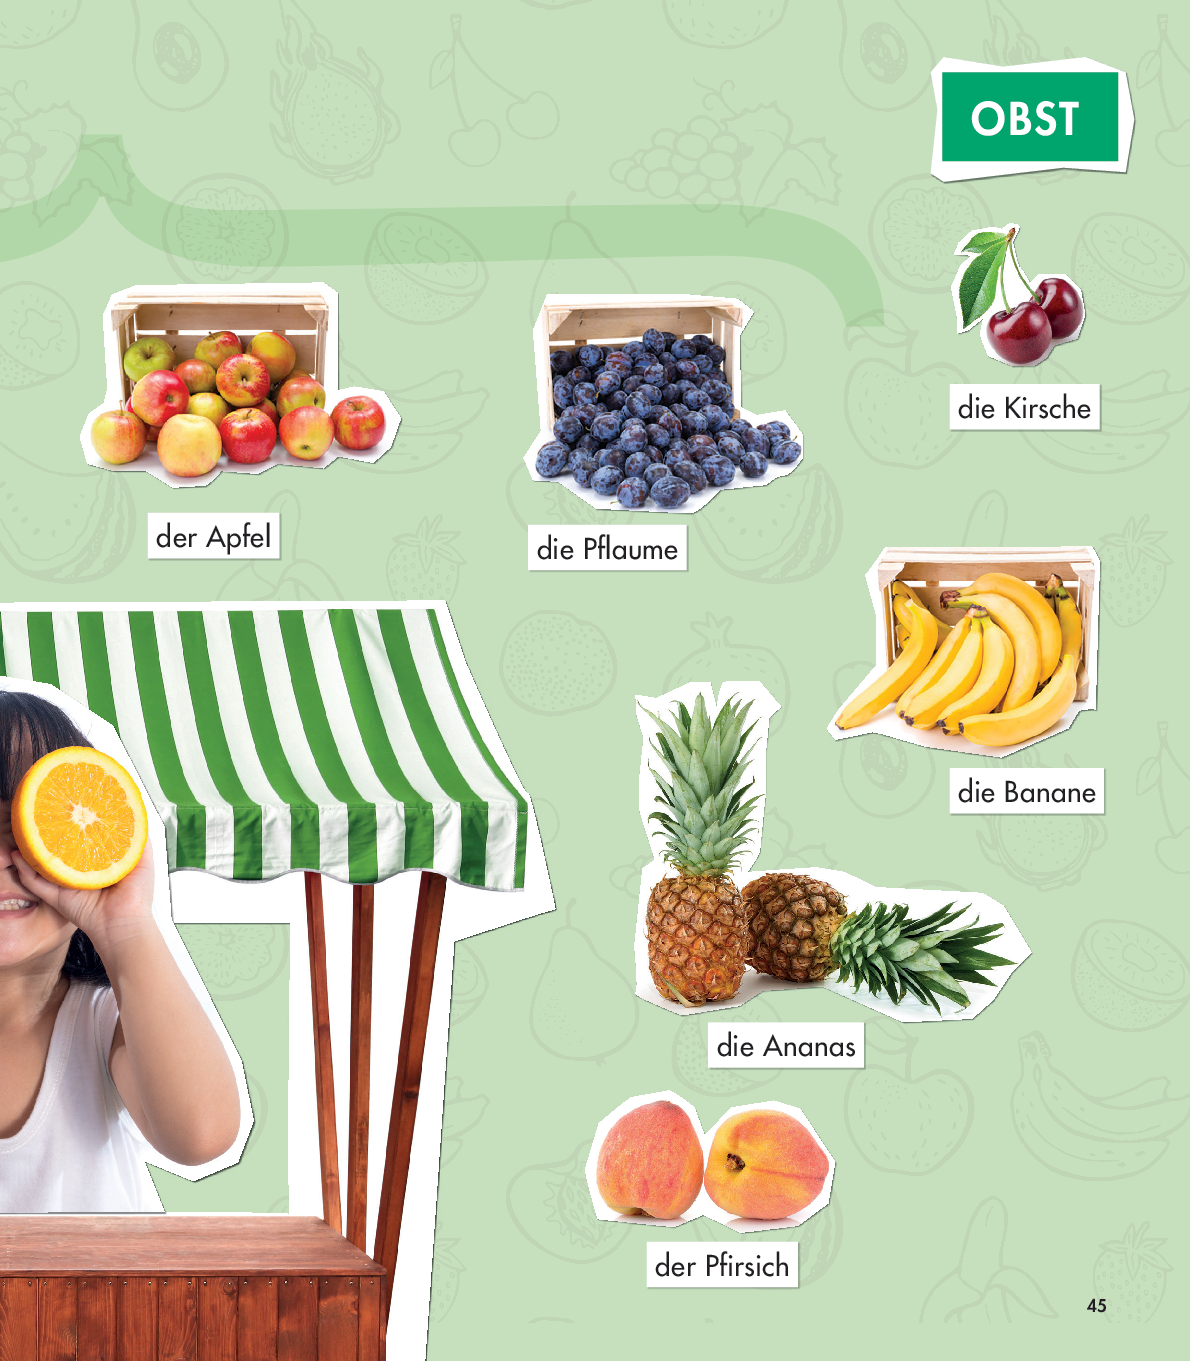 OBST
die Kirsche
der Apfel
die Pflaume
die Banane
die Ananas
der Pfirsich
45